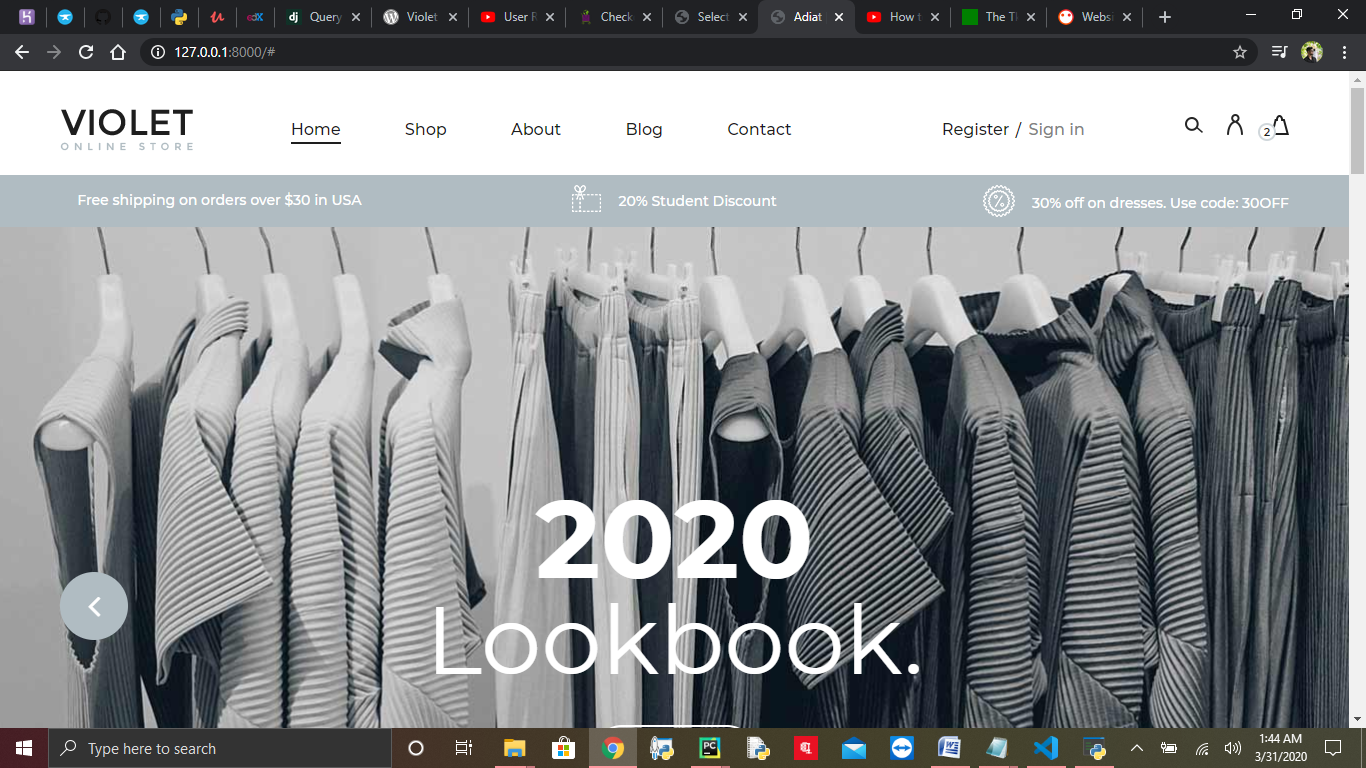 dj Query
Violet
User R
Check
Select
Adiat
How t
The Th
Websi
127.0.0.1:8000/#
VIOLET
ONLINE STORE
Home Shop About Blog Contact Register / Sign in
2
Free shipping on orders over $30 in USA
20% Student Discount
30% off on dresses. Use code: 30OFF
2020
Lookbook.
Type here to search
1:44 AM
3/31/2020